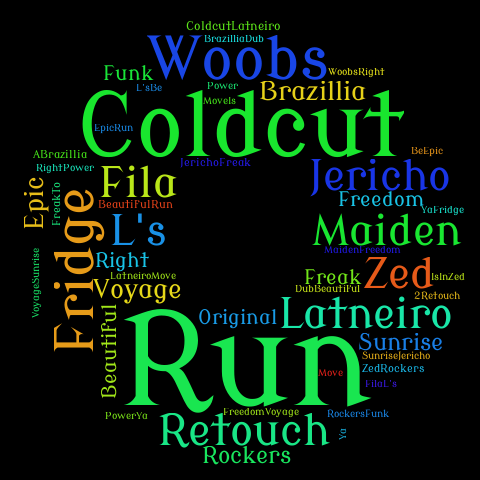 ColdcutLatneiro
BrazilliaDub
Woobs
WoobsRight
Funk
Power
L'sBe
Brazillia
MoveIs
Coldcut
EpicRun
BeEpic
ABrazillia
JerichoFreak
RightPower
Fila
Jericho
Epic
FreakTo
Freedom
BeautifulRun
YaFridge
L's
Maiden
Fridge
MaidenFreedom
Right
Zed
VoyageSunrise
LatneiroMove
Freak
IsInZed
Voyage
DubBeautiful
2Retouch
Latneiro
Beautiful
Original
Run
Sunrise
SunriseJericho
Move
ZedRockers
FilaL's
PowerYa
FreedomVoyage
RockersFunk
Retouch
Ya
Rockers